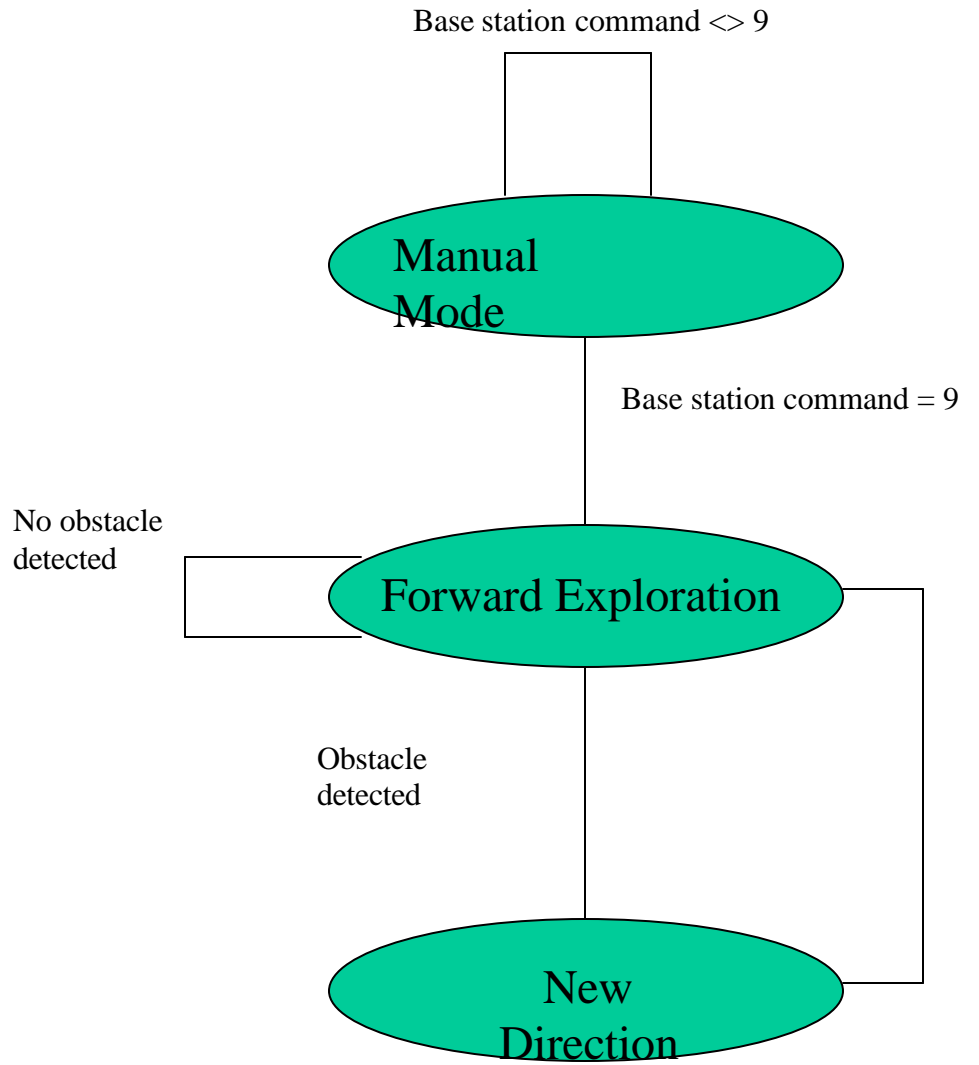 Base station command <> 9
Manual
Mode
Base station command = 9
No obstacle
detected
Forward Exploration
Obstacle
detected
New
Direction